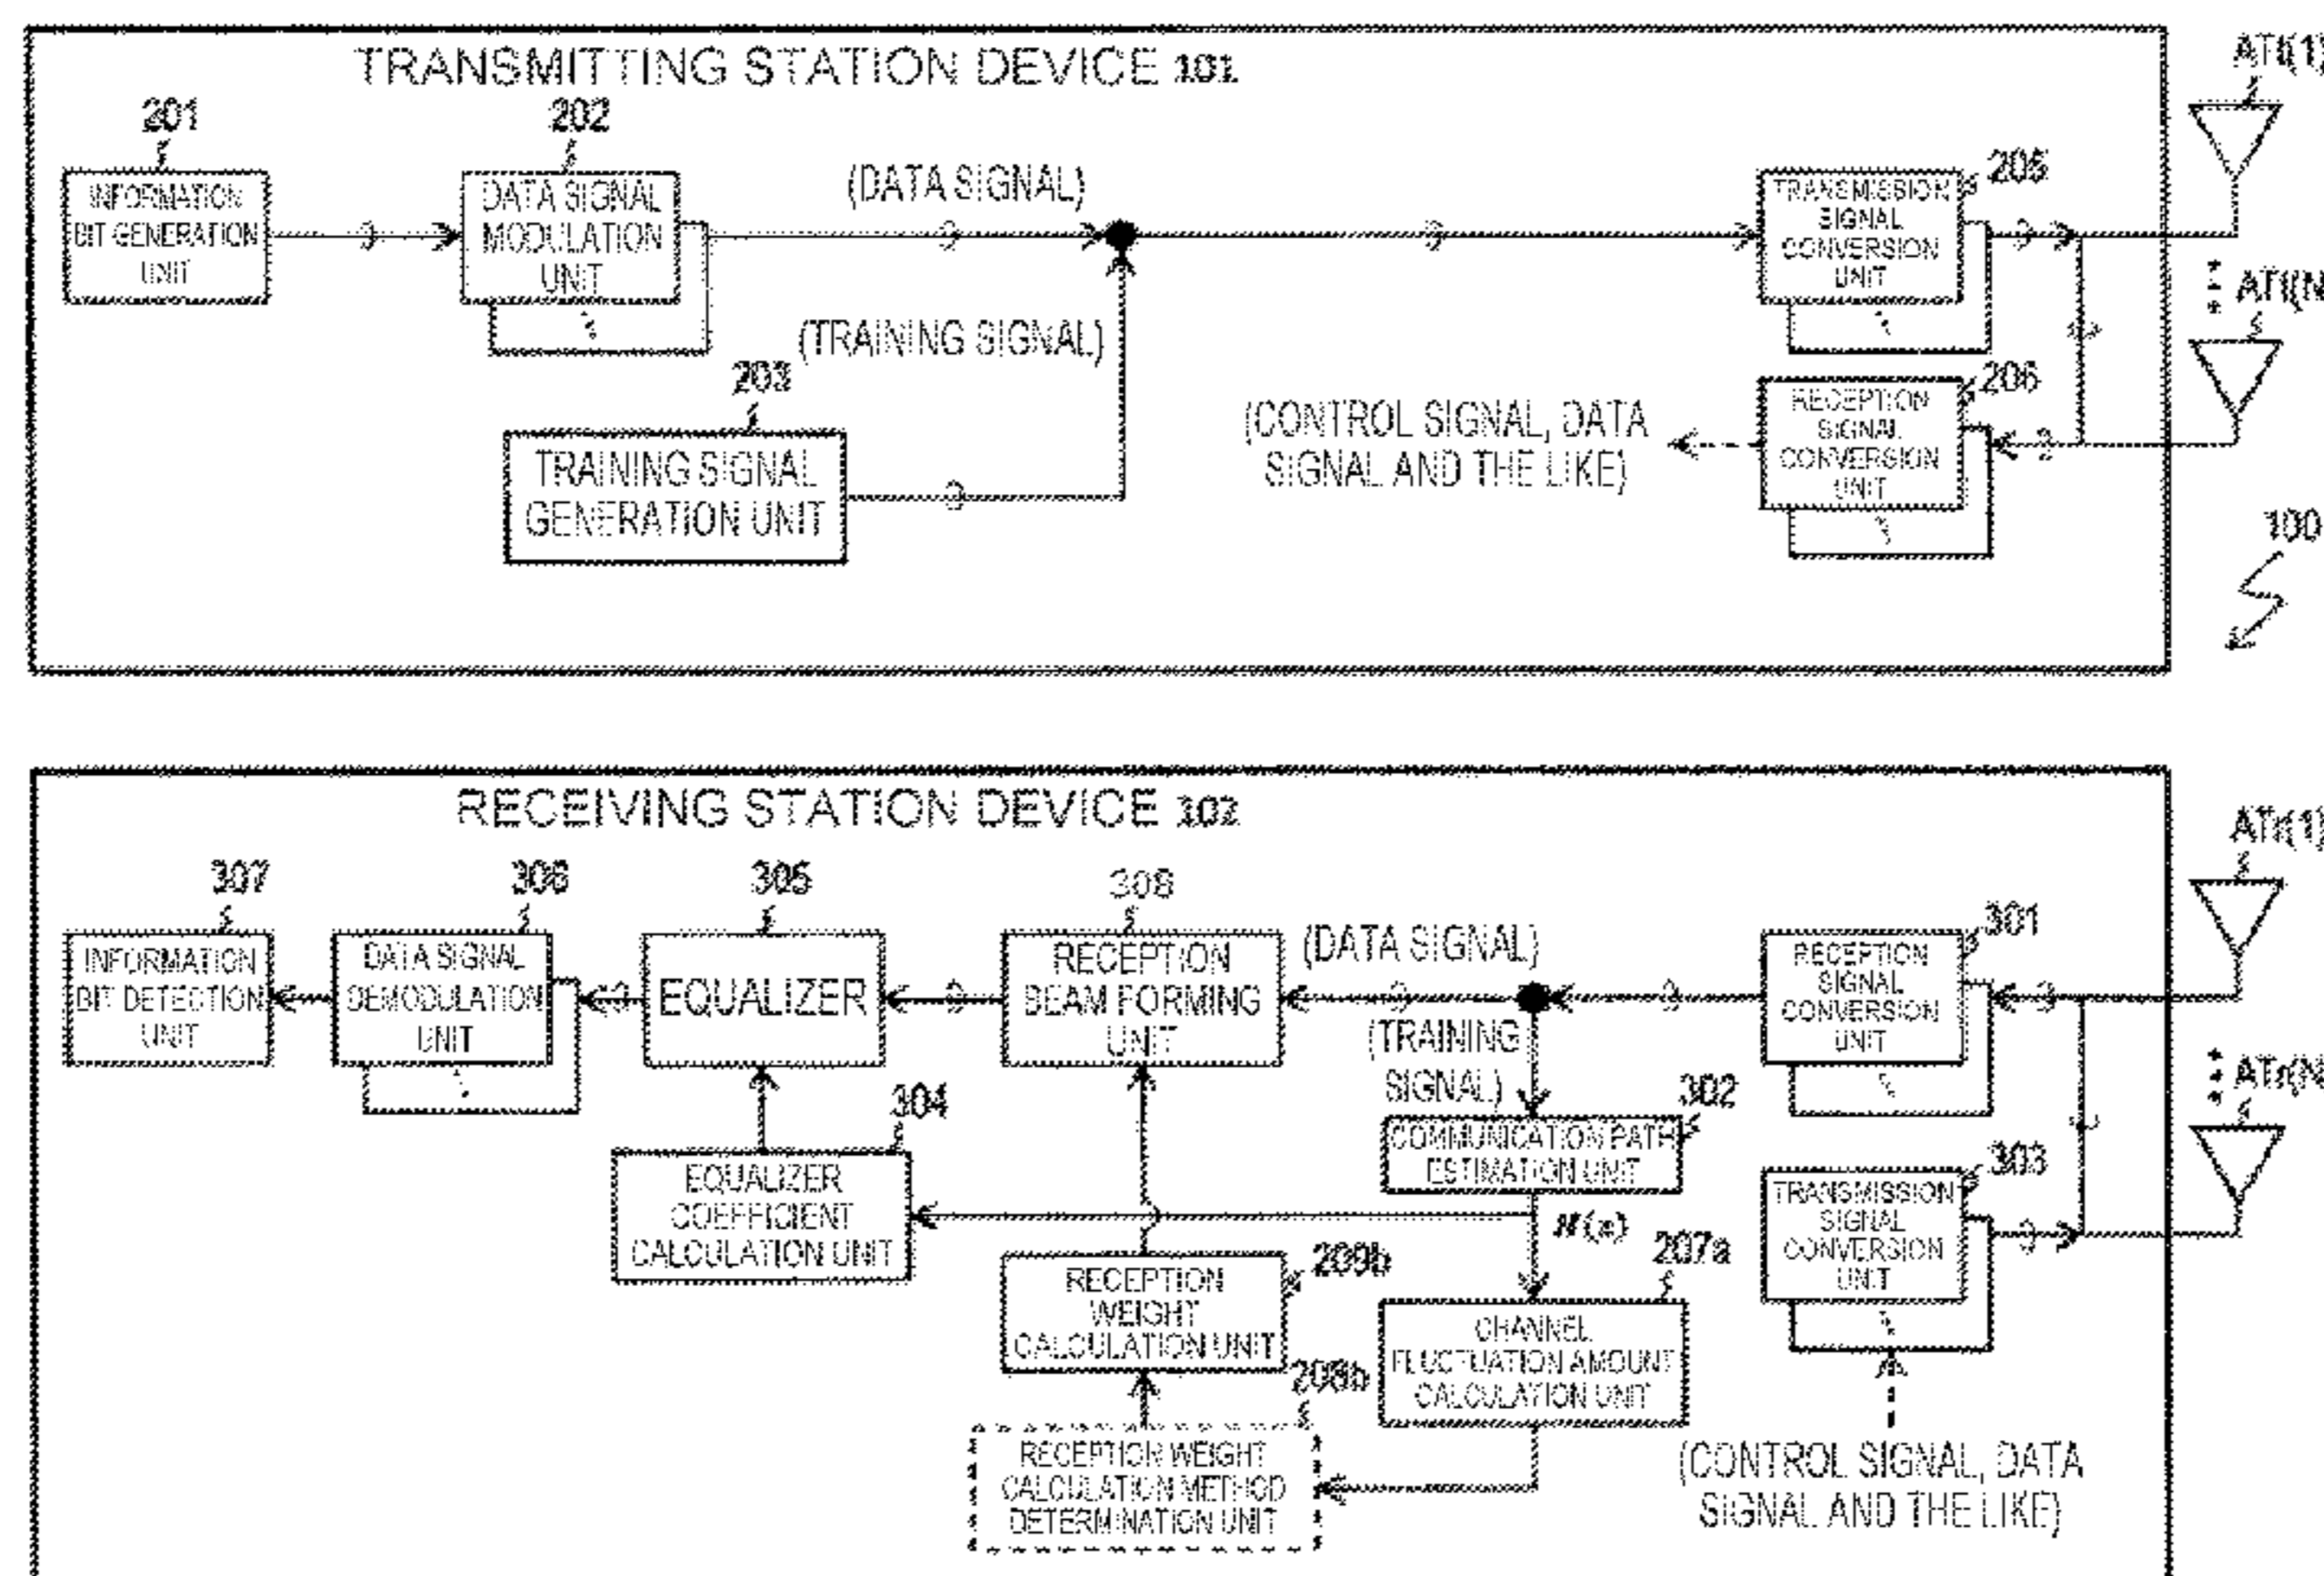 TRANSMITTING STATION DEVICE 101
201
INFORMATION
BIT GENERATION
UNIT
202
DATA SIGNAL
MODULATION
UNIT
(DATA SIGNAL)
(TRAINING SIGNAL)
203
TRAINING SIGNAL
GENERATION UNIT
205
TRANSMISSION
SIGNAL
CONVERSION
UNIT
206
RECEPTION
SIGNAL
CONVERSION
UNIT
(CONTROL SIGNAL, DATA
SIGNAL AND THE LIKE)
ATt(1)
ATt(N
100
RECEIVING STATION DEVICE 102
307
INFORMATION
BIT DETECTION
UNIT
306
DATA SIGNAL
DEMODULATION
UNIT
305
EQUALIZER
308
RECEPTION
BEAM FORMING
UNIT
(DATA SIGNAL)
(TRAINING
SIGNAL)
301
RECEPTION
SIGNAL
CONVERSION
UNIT
ATr(1)
ATr(N
302
COMMUNICATION PATH
ESTIMATION UNIT
303
TRANSMISSION
SIGNAL
CONVERSION
UNIT
304
EQUALIZER
COEFFICIENT
CALCULATION UNIT
209b
RECEPTION
WEIGHT
CALCULATION UNIT
207a
CHANNEL
FLUCTUATION AMOUNT
CALCULATION UNIT
208b
RECEPTION WEIGHT
CALCULATION METHOD
DETERMINATION UNIT
(CONTROL SIGNAL, DATA
SIGNAL AND THE LIKE)